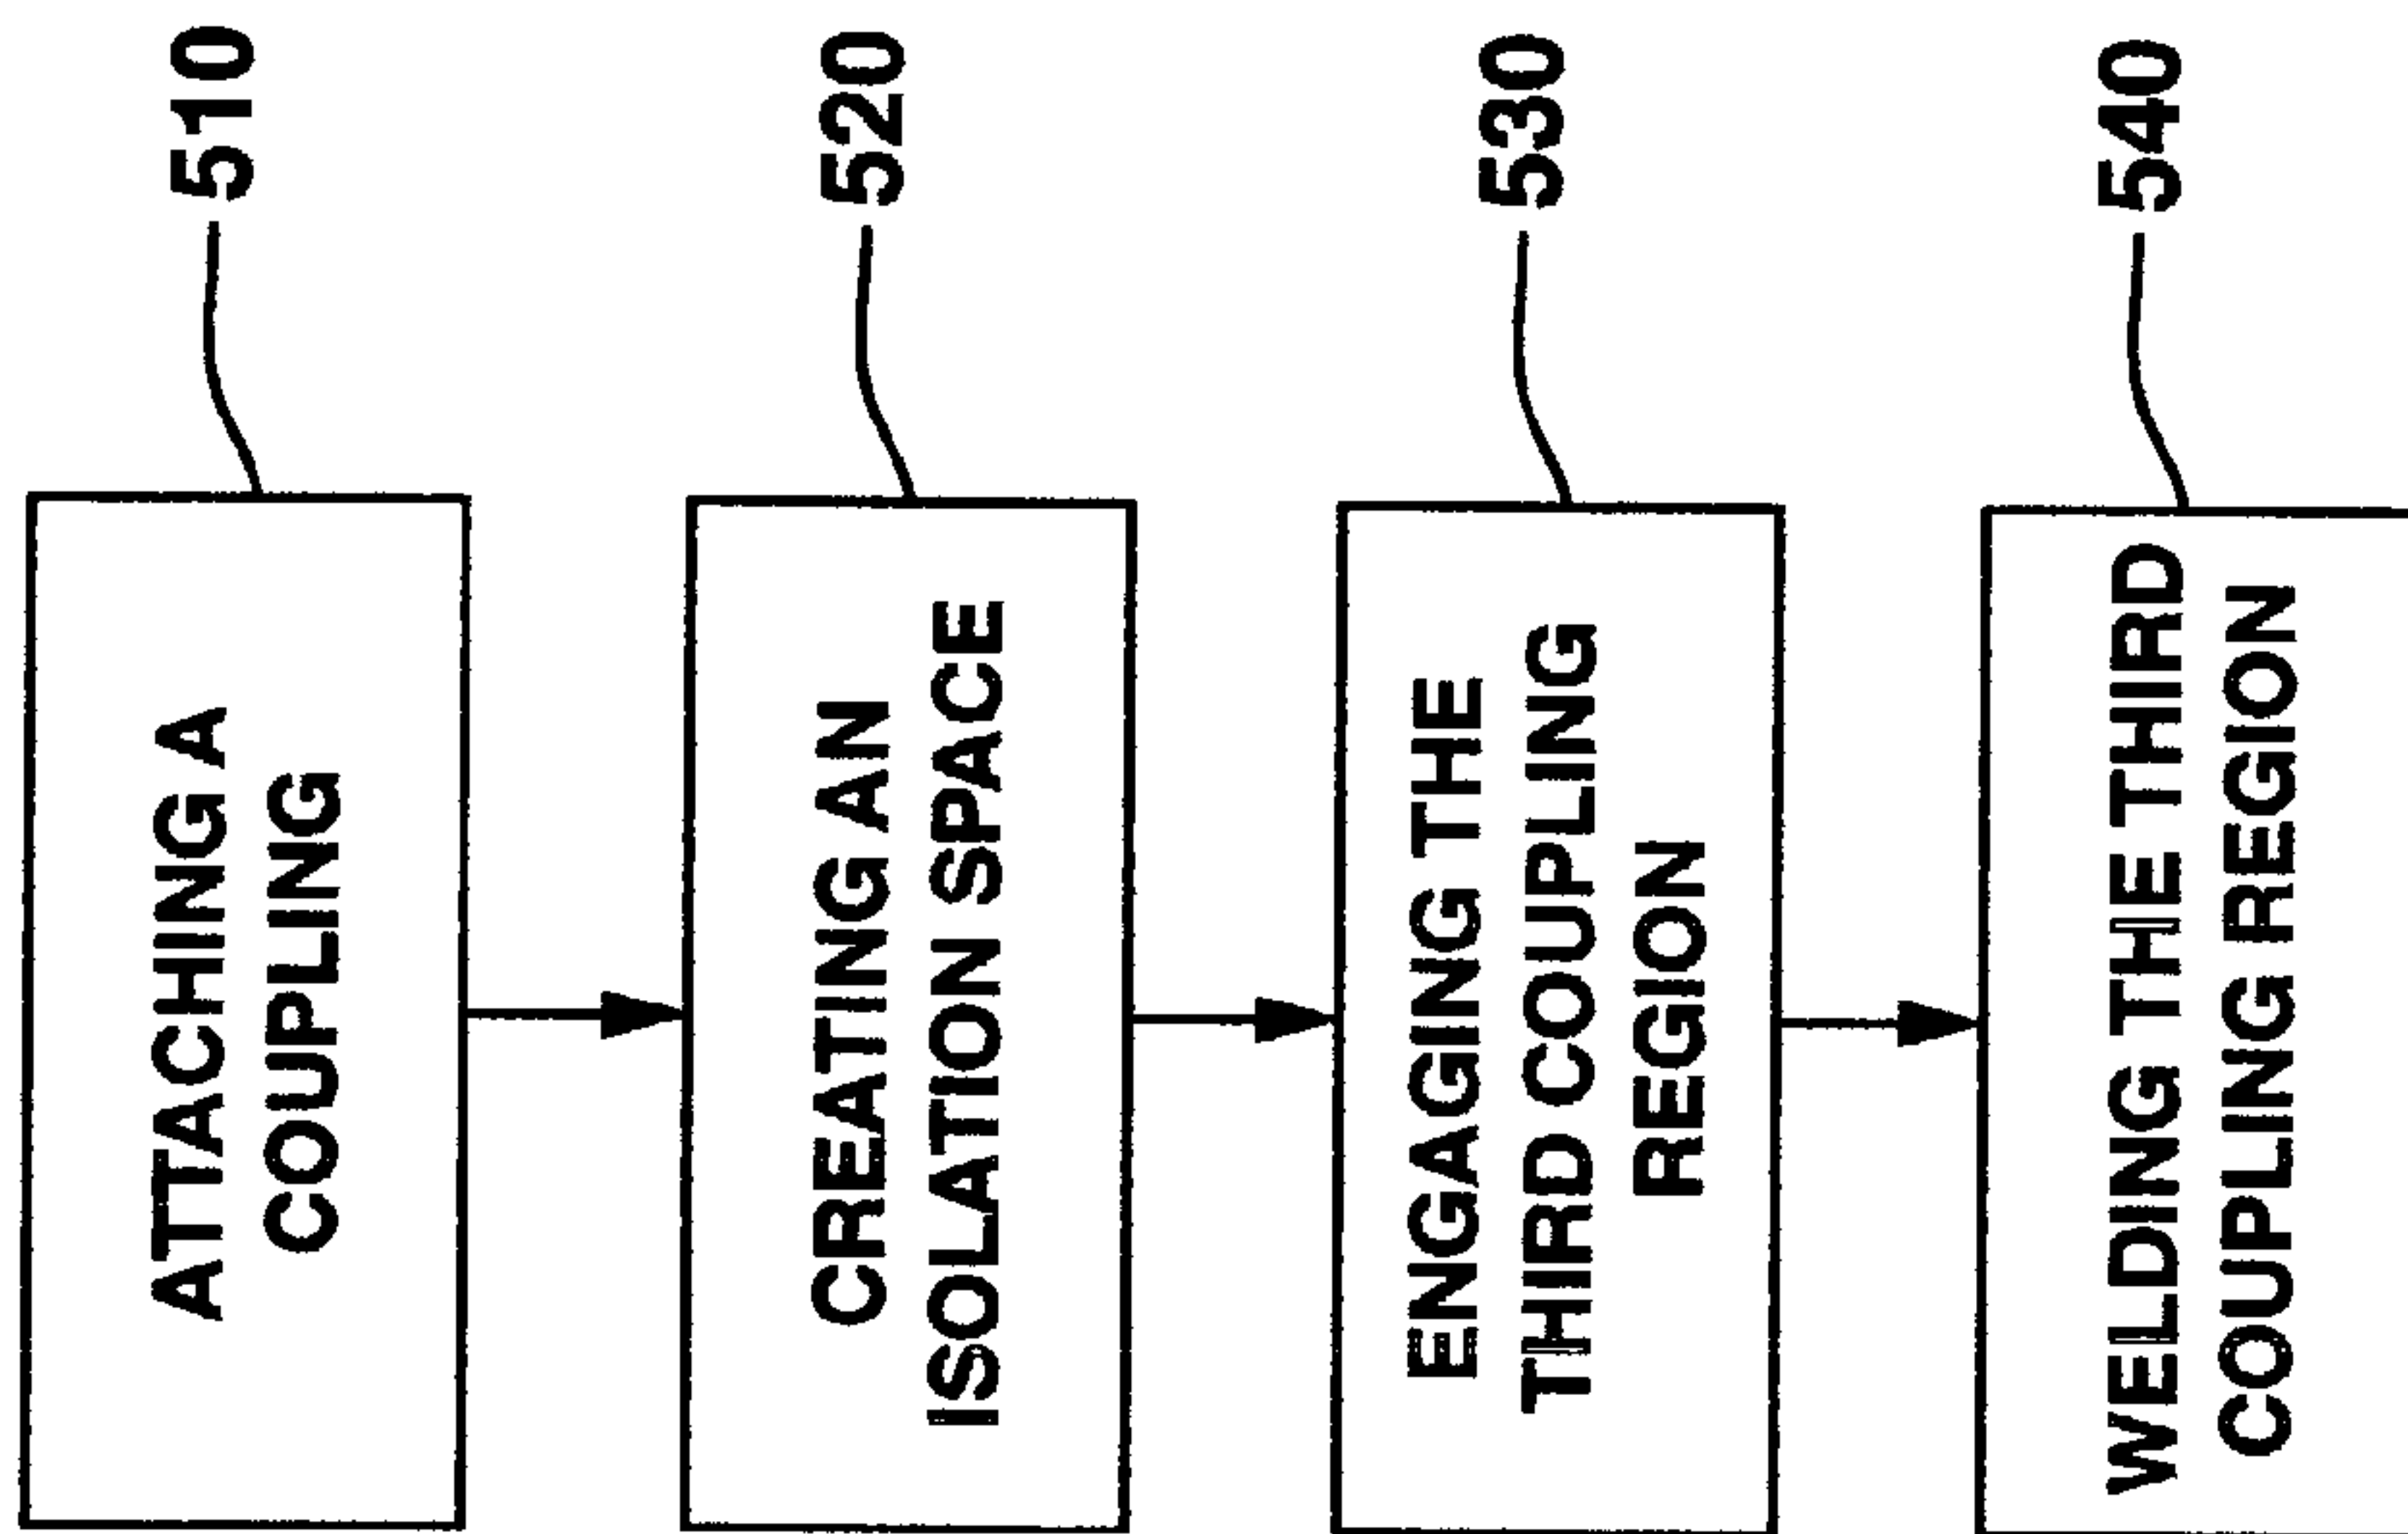 ATTACHING A
COUPLING
510
CREATING AN
ISOLATION SPACE
520
ENGAGING THE
THIRD COUPLING
REGION
530
WELDING THE THIRD
COUPLING REGION
540